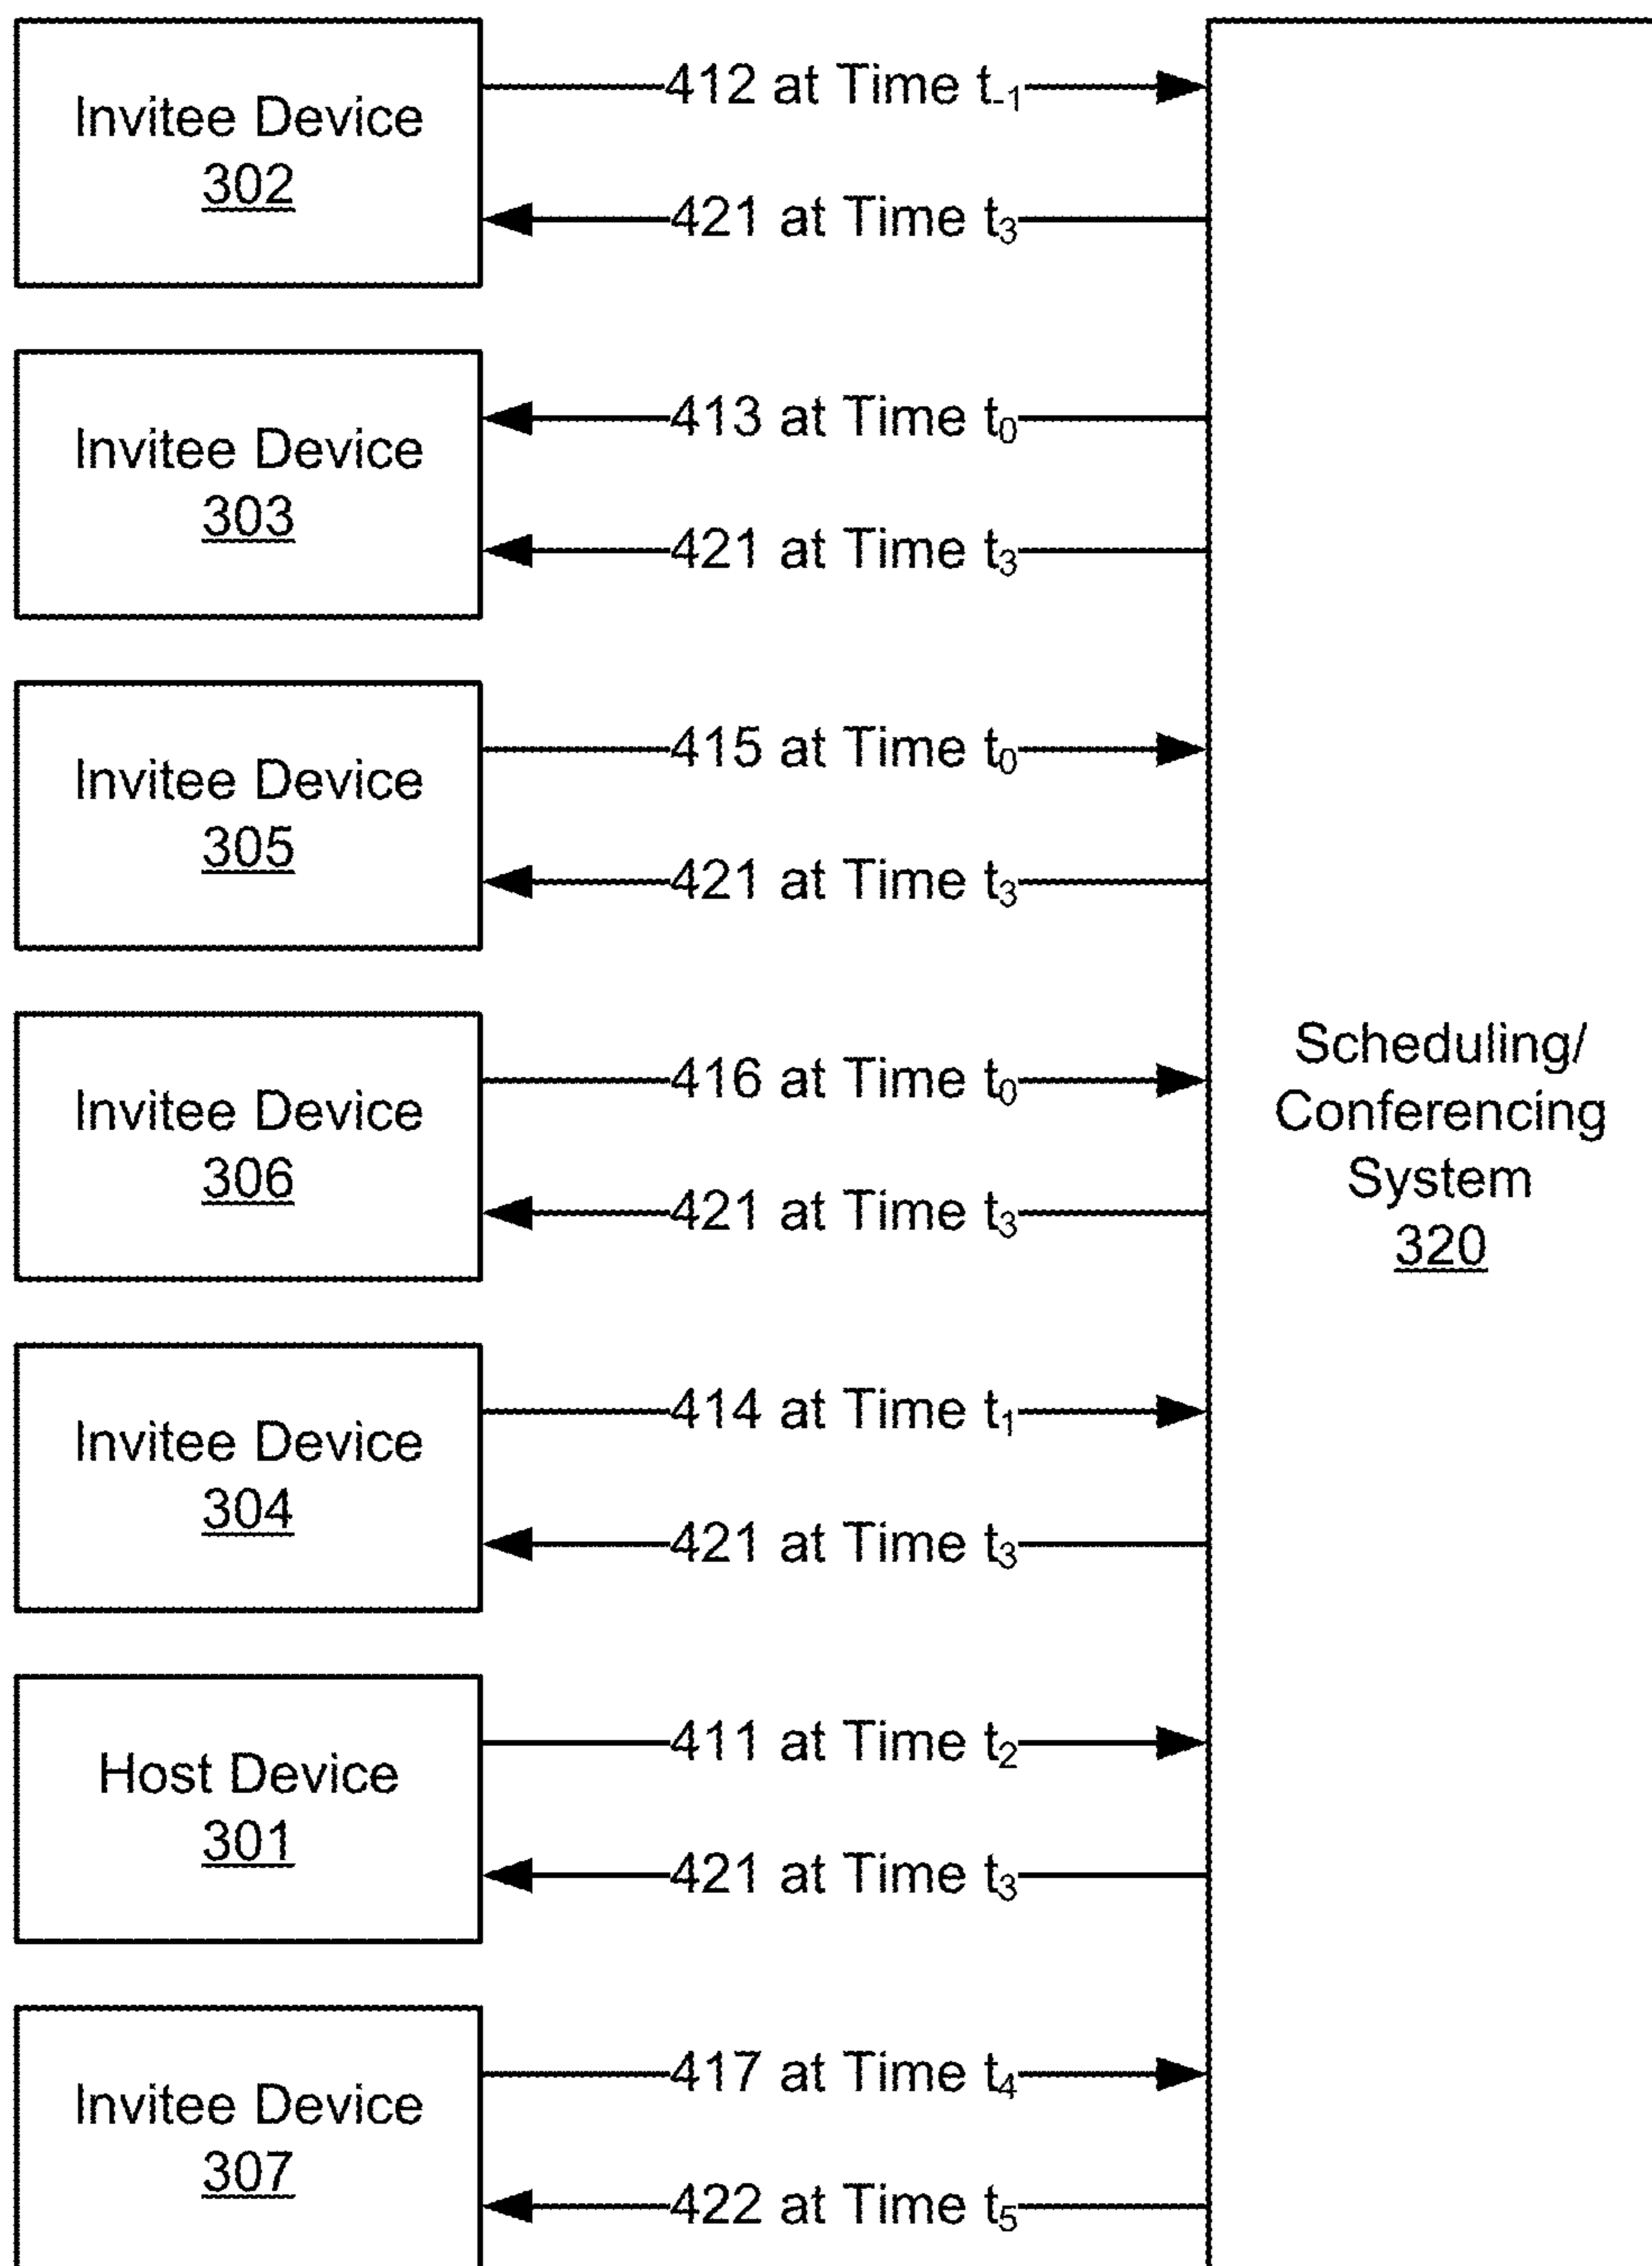 Invitee Device
302
412 at Time t₋₁
421 at Time t₃
Invitee Device
303
413 at Time t₀
421 at Time t₃
Invitee Device
305
415 at Time t₀
421 at Time t₃
Invitee Device
306
416 at Time t₀
421 at Time t₃
Invitee Device
304
414 at Time t₁
421 at Time t₃
Host Device
301
411 at Time t₂
421 at Time t₃
Invitee Device
307
417 at Time t₄
422 at Time t₅
Scheduling/
Conferencing
System
320